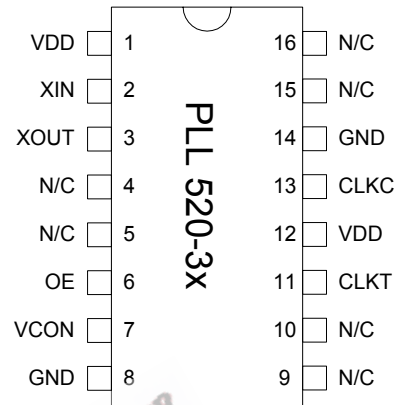 VDD 1 16 N/C
XIN 2 15 N/C
XOUT 3 14 GND
N/C 4 13 CLKC
N/C 5 12 VDD
OE 6 11 CLKT
VCON 7 10 N/C
GND 8 9 N/C
PLL 520-3x